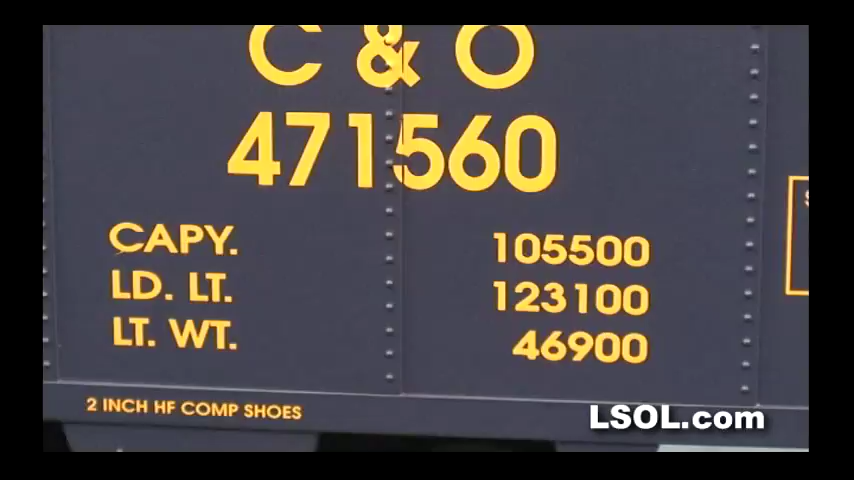 C & O
471560
CAPY. 105500
LD. LT. 123100
LT. WT. 46900
2 INCH HF COMP SHOES
LSOL.com